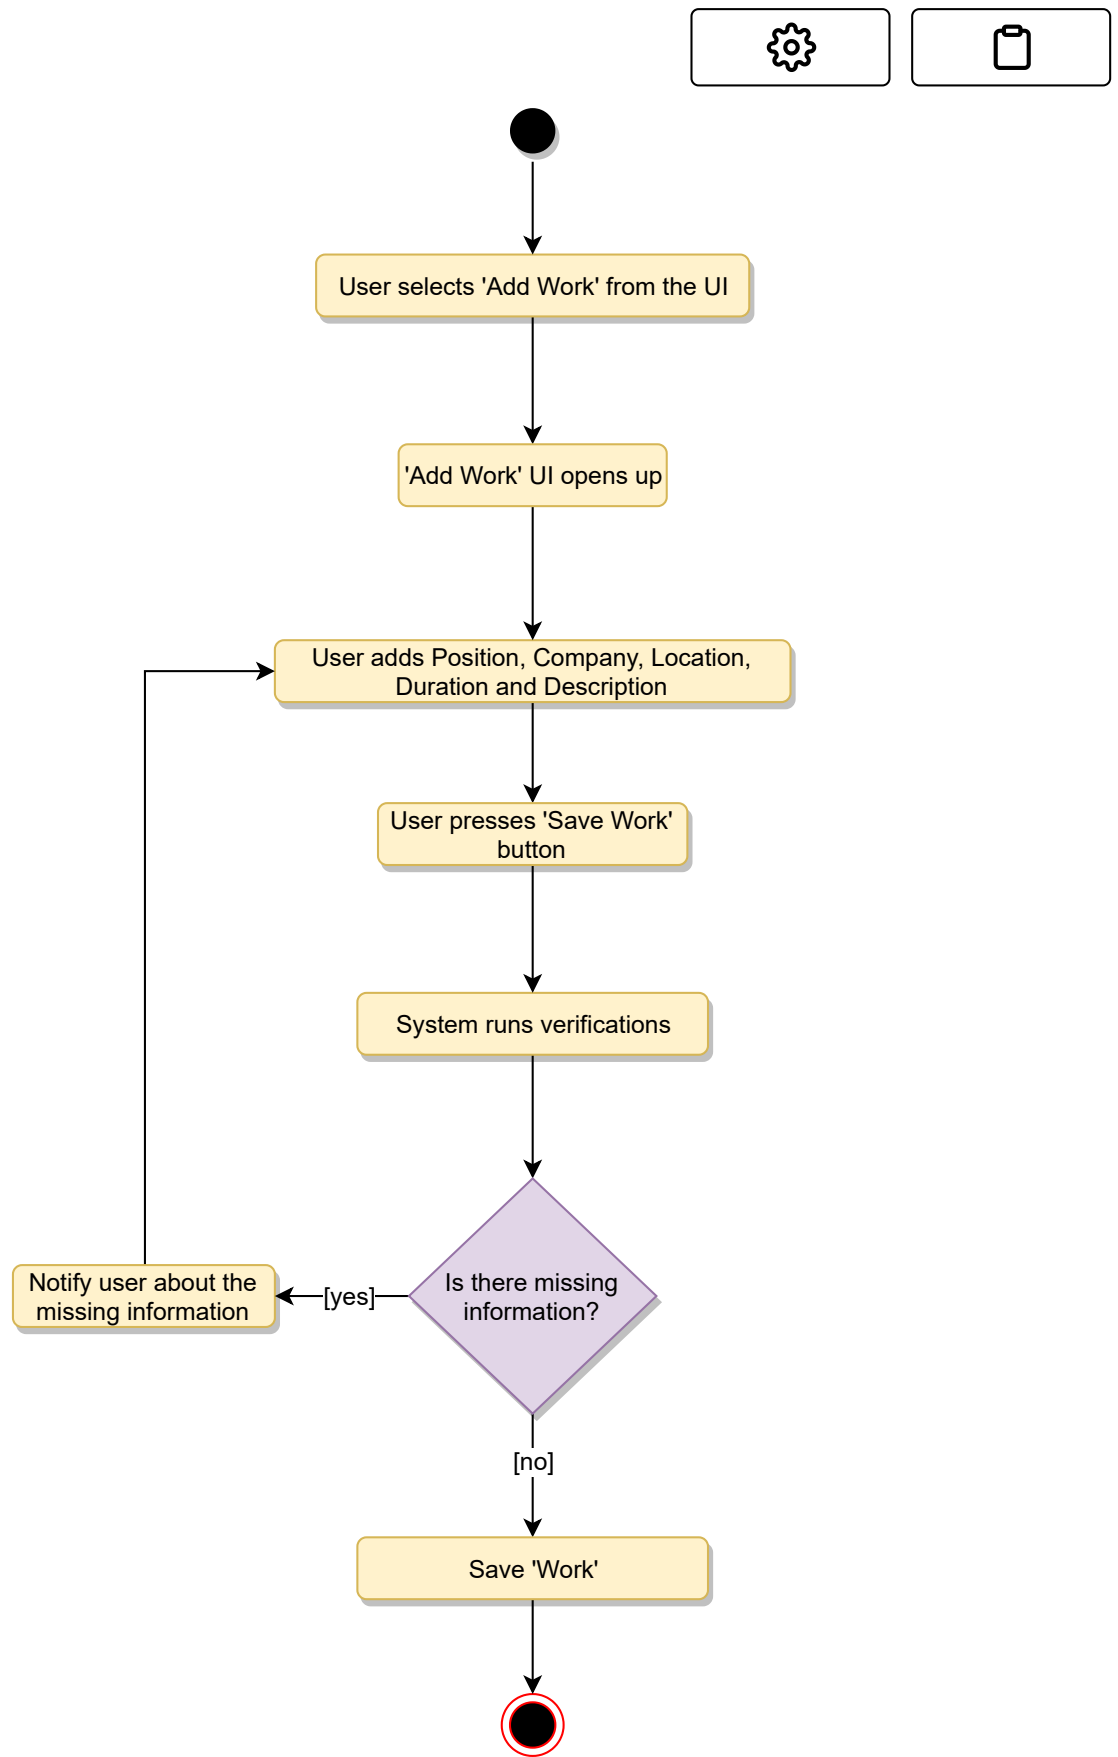 User selects 'Add Work' from the UI
'Add Work' UI opens up
User adds Position, Company, Location,
Duration and Description
User presses 'Save Work'
button
System runs verifications
Is there missing
information?
[yes]
Notify user about the
missing information
[no]
Save 'Work'